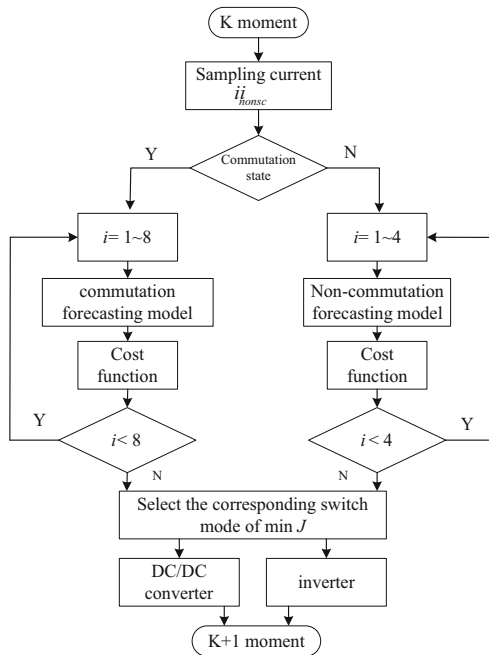 K moment
Sampling current
ii_nonsc
Commutation
state
Y
N
i= 1~8
i= 1~4
commutation
forecasting model
Non-commutation
forecasting model
Cost
function
Cost
function
Y
i< 8
i< 4
Y
N
N
Select the corresponding switch
mode of min J
DC/DC
converter
inverter
K+1 moment